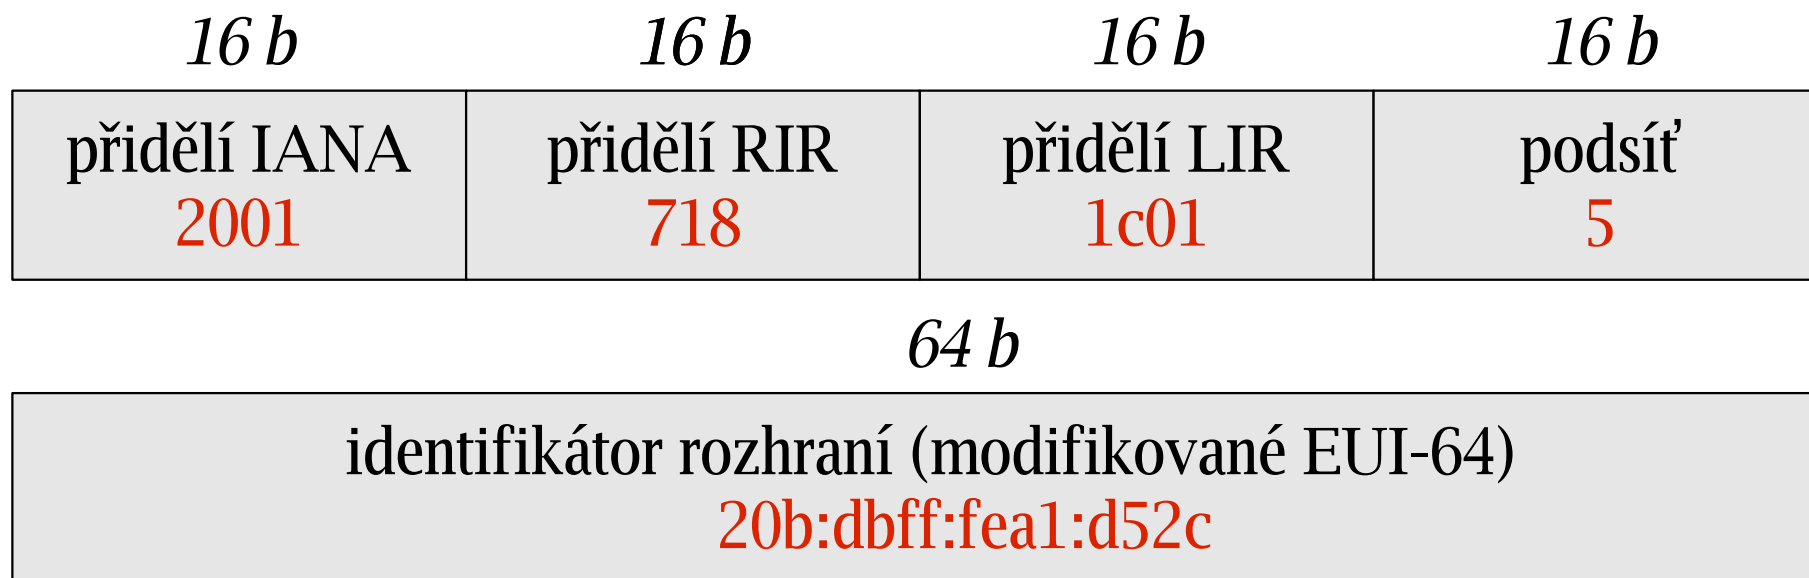 16 b 16 b 16 b 16 b
přidělí IANA přidělí RIR přidělí LIR podsíť
2001 718 1c01 5
64 b
identifikátor rozhraní (modifikované EUI-64)
20b:dbff:fea1:d52c